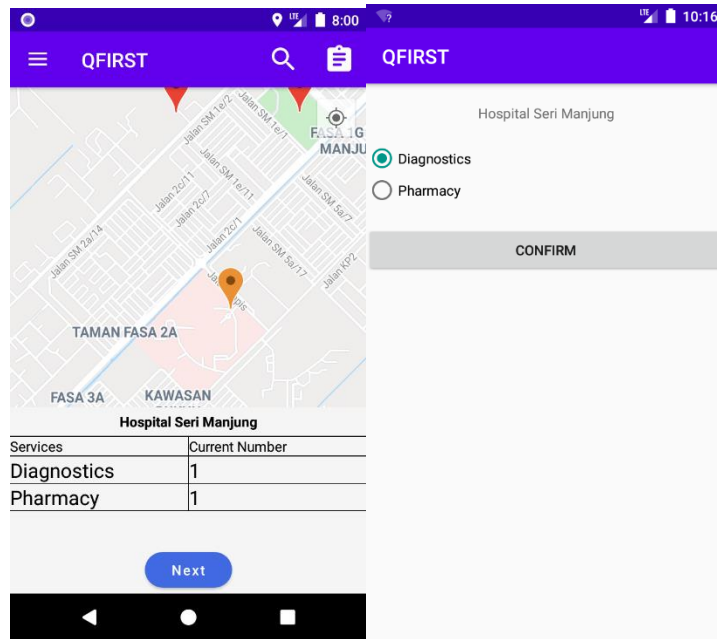 LTE 8:00
QFIRST
Jalan SM 1e/2
Jalan SM 1e/1
FASA 1G
MANJU
Jalan 2c/11
Jalan SM 1e/11
Jalan 2c/7
Jalan SM 5a/7
Jalan 2c/1
Jalan SM 2a/14
Jalan SM 5a/17
Jalan KP2
TAMAN FASA 2A
FASA 3A
KAWASAN
Hospital Seri Manjung
Services Current Number
Diagnostics 1
Pharmacy 1
Next
LTE 10:16
QFIRST
Hospital Seri Manjung
Diagnostics
Pharmacy
CONFIRM